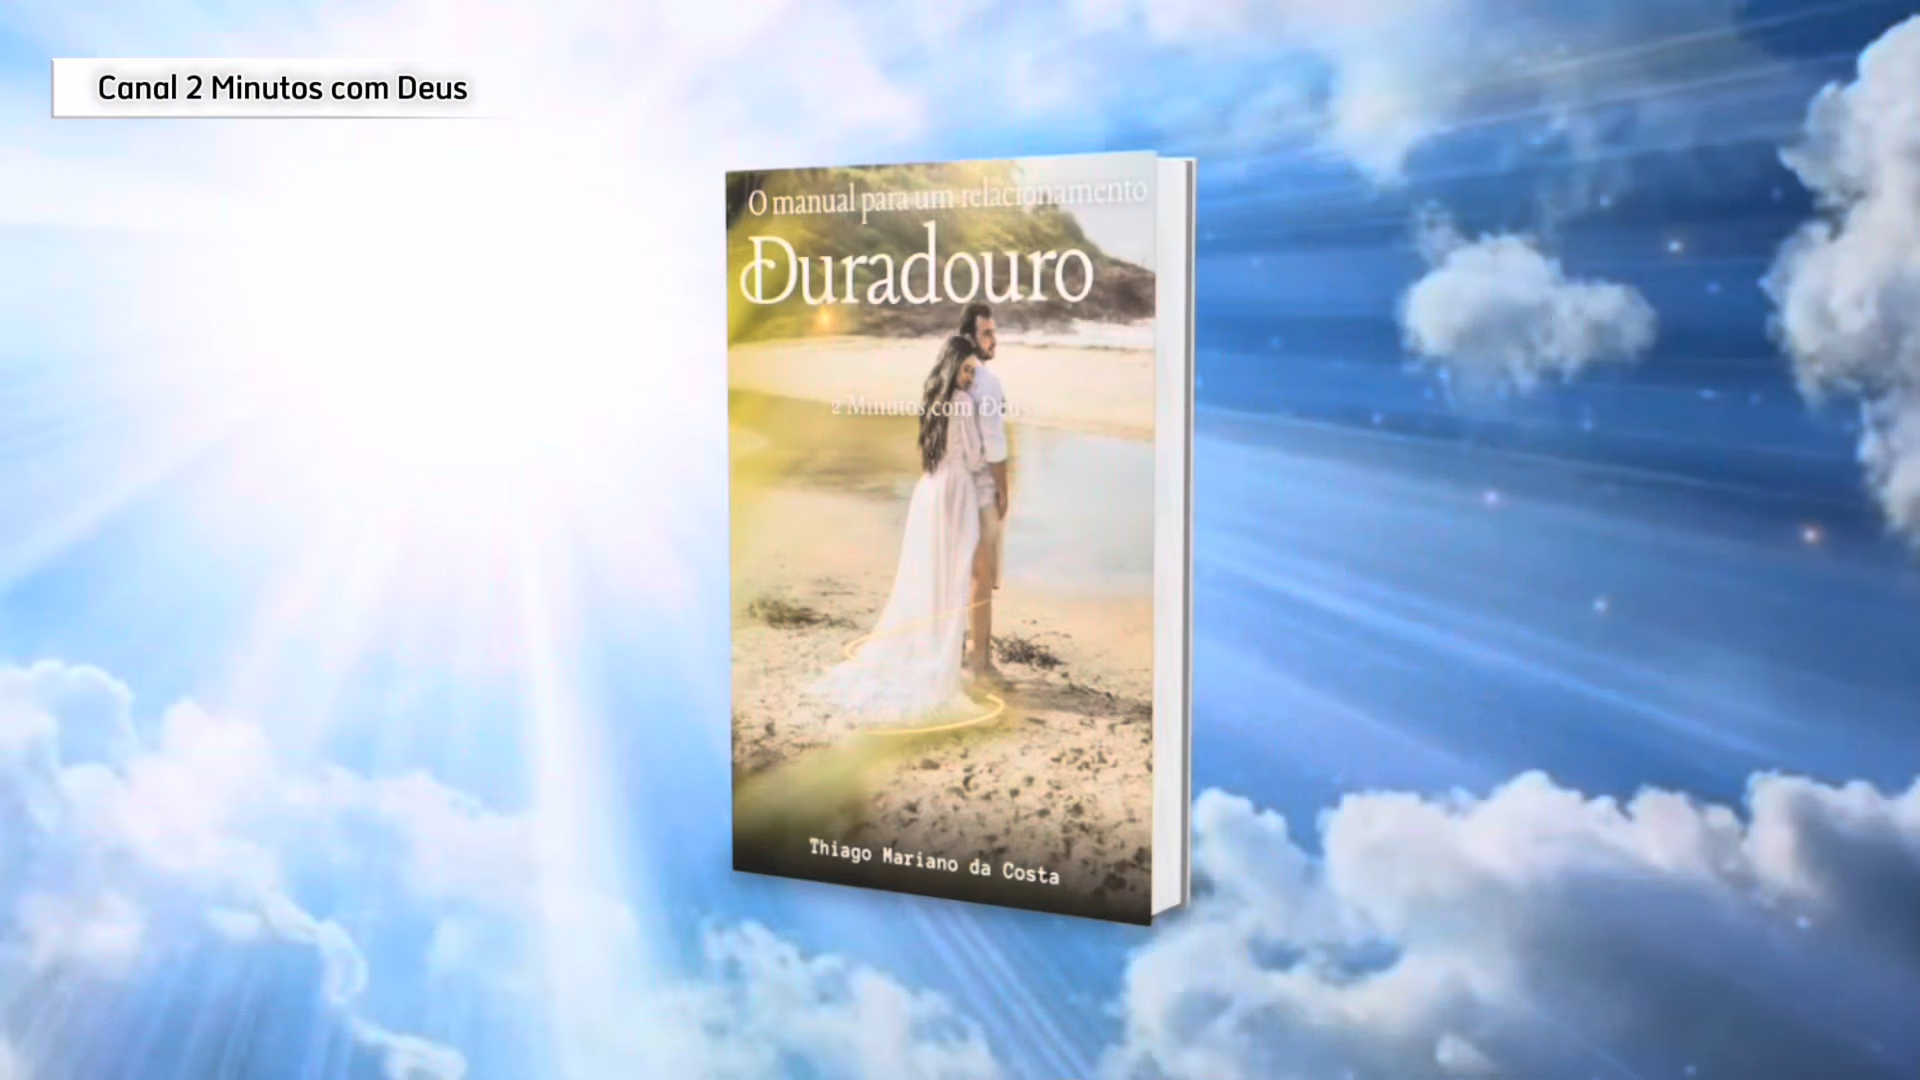 Canal 2 Minutos com Deus
O manual para um relacionamento
Duradouro
2 Minutos com Deus
Thiago Mariano da Costa